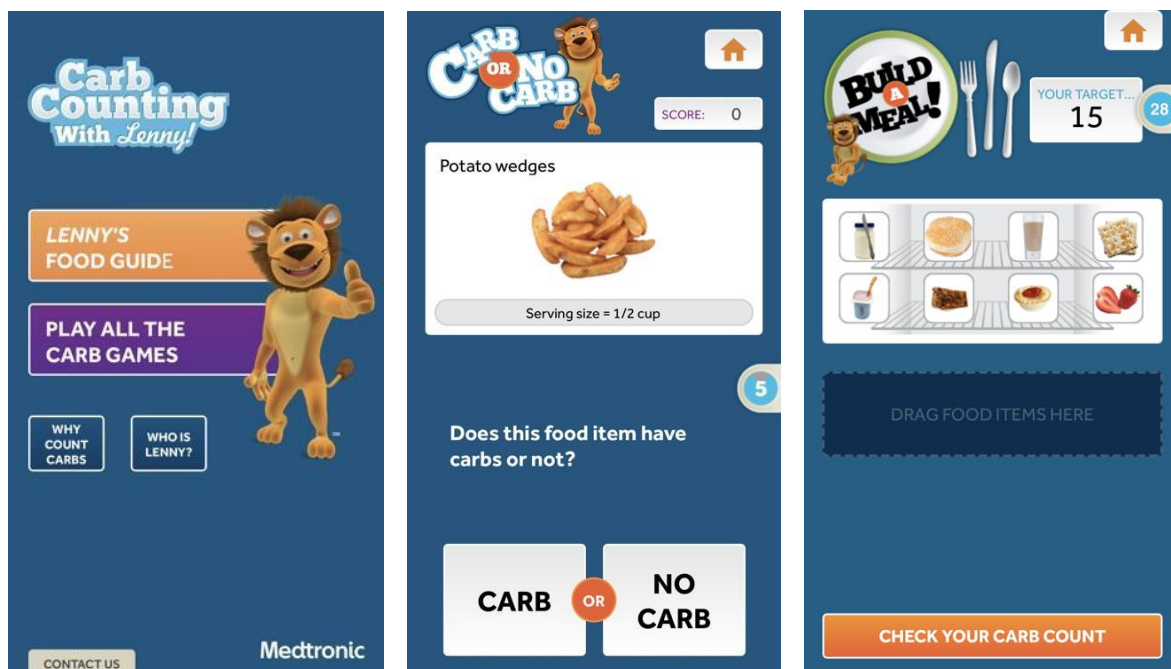 Carb
Counting
With Lenny!
LENNY'S
FOOD GUIDE
PLAY ALL THE
CARB GAMES
WHY
COUNT
CARBS
WHO IS
LENNY?
CONTACT US
Medtronic
CARB
OR NO
CARB
SCORE: 0
Potato wedges
Serving size = 1/2 cup
5
Does this food item have
carbs or not?
CARB
OR
NO
CARB
BUILD
A
MEAL!
YOUR TARGET...
15
28
DRAG FOOD ITEMS HERE
CHECK YOUR CARB COUNT